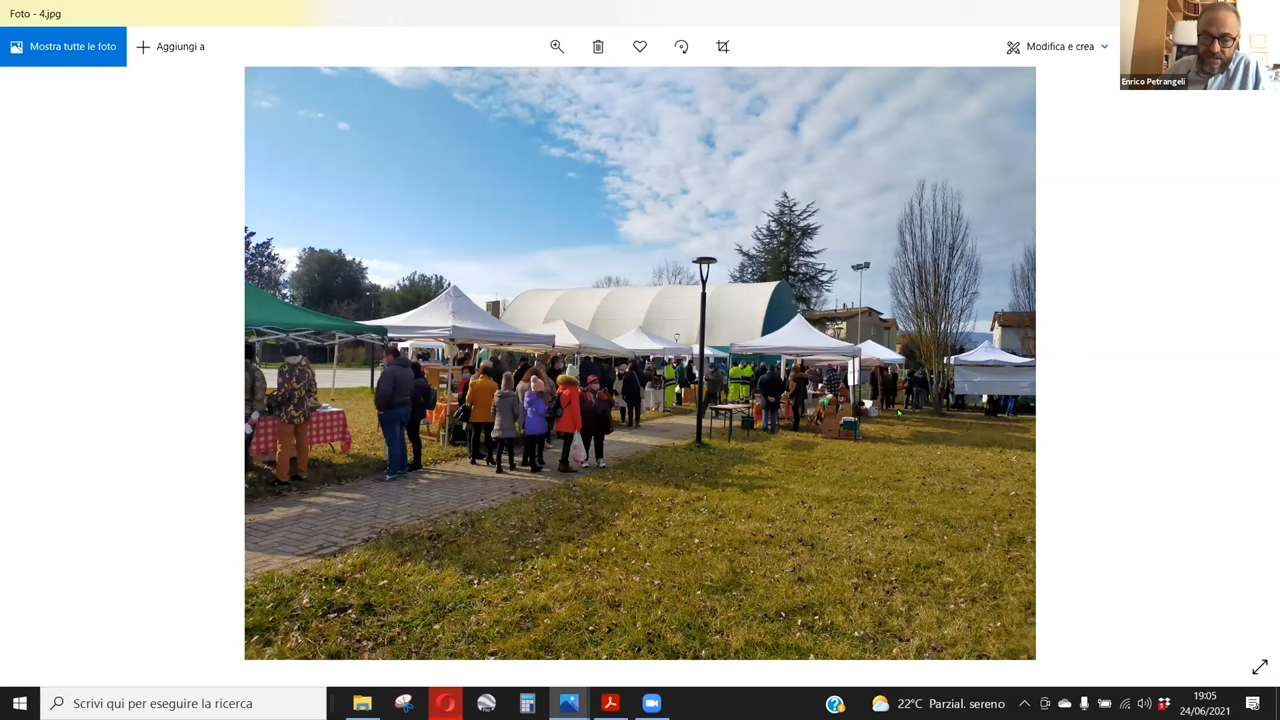 Foto - 4.jpg
Mostra tutte le foto
Aggiungi a
Modifica e crea
Enrico Petrangeli
Scrivi qui per eseguire la ricerca
22°C Parzial. sereno
19:05
24/06/2021